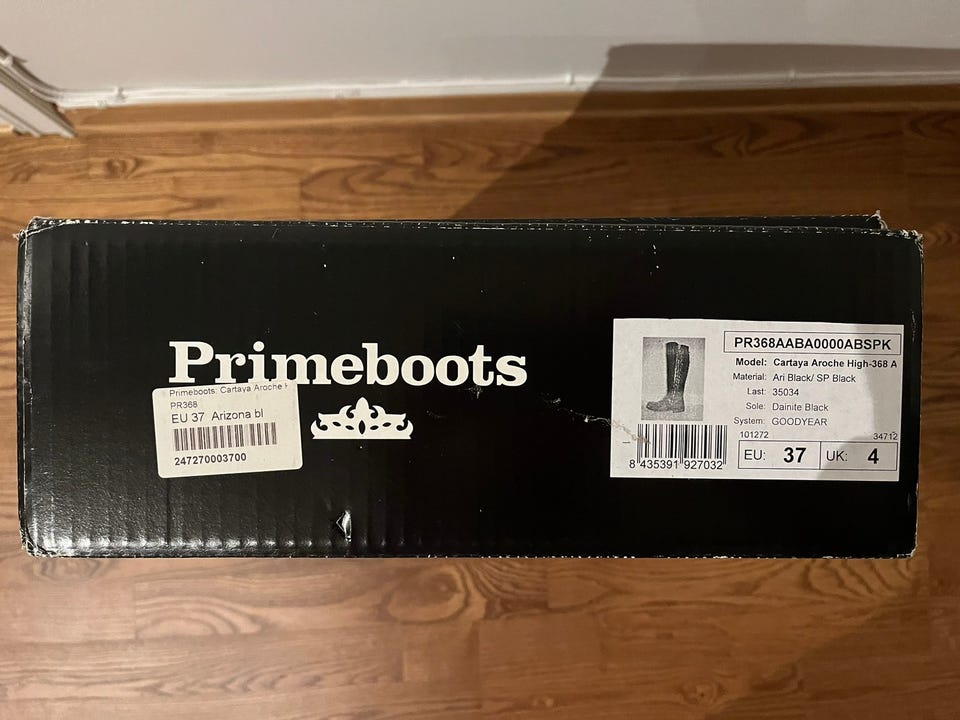 Primeboots
Primeboots: Cartaya Aroche H
PR368
EU 37 Arizona bl
247270003700
PR368AABA0000ABSPK
Model: Cartaya Aroche High-368 A
Material: Ari Black/ SP Black
Last: 35034
Sole: Dainite Black
System: GOODYEAR
101272 34712
8 435391 927032
EU: 37 UK: 4